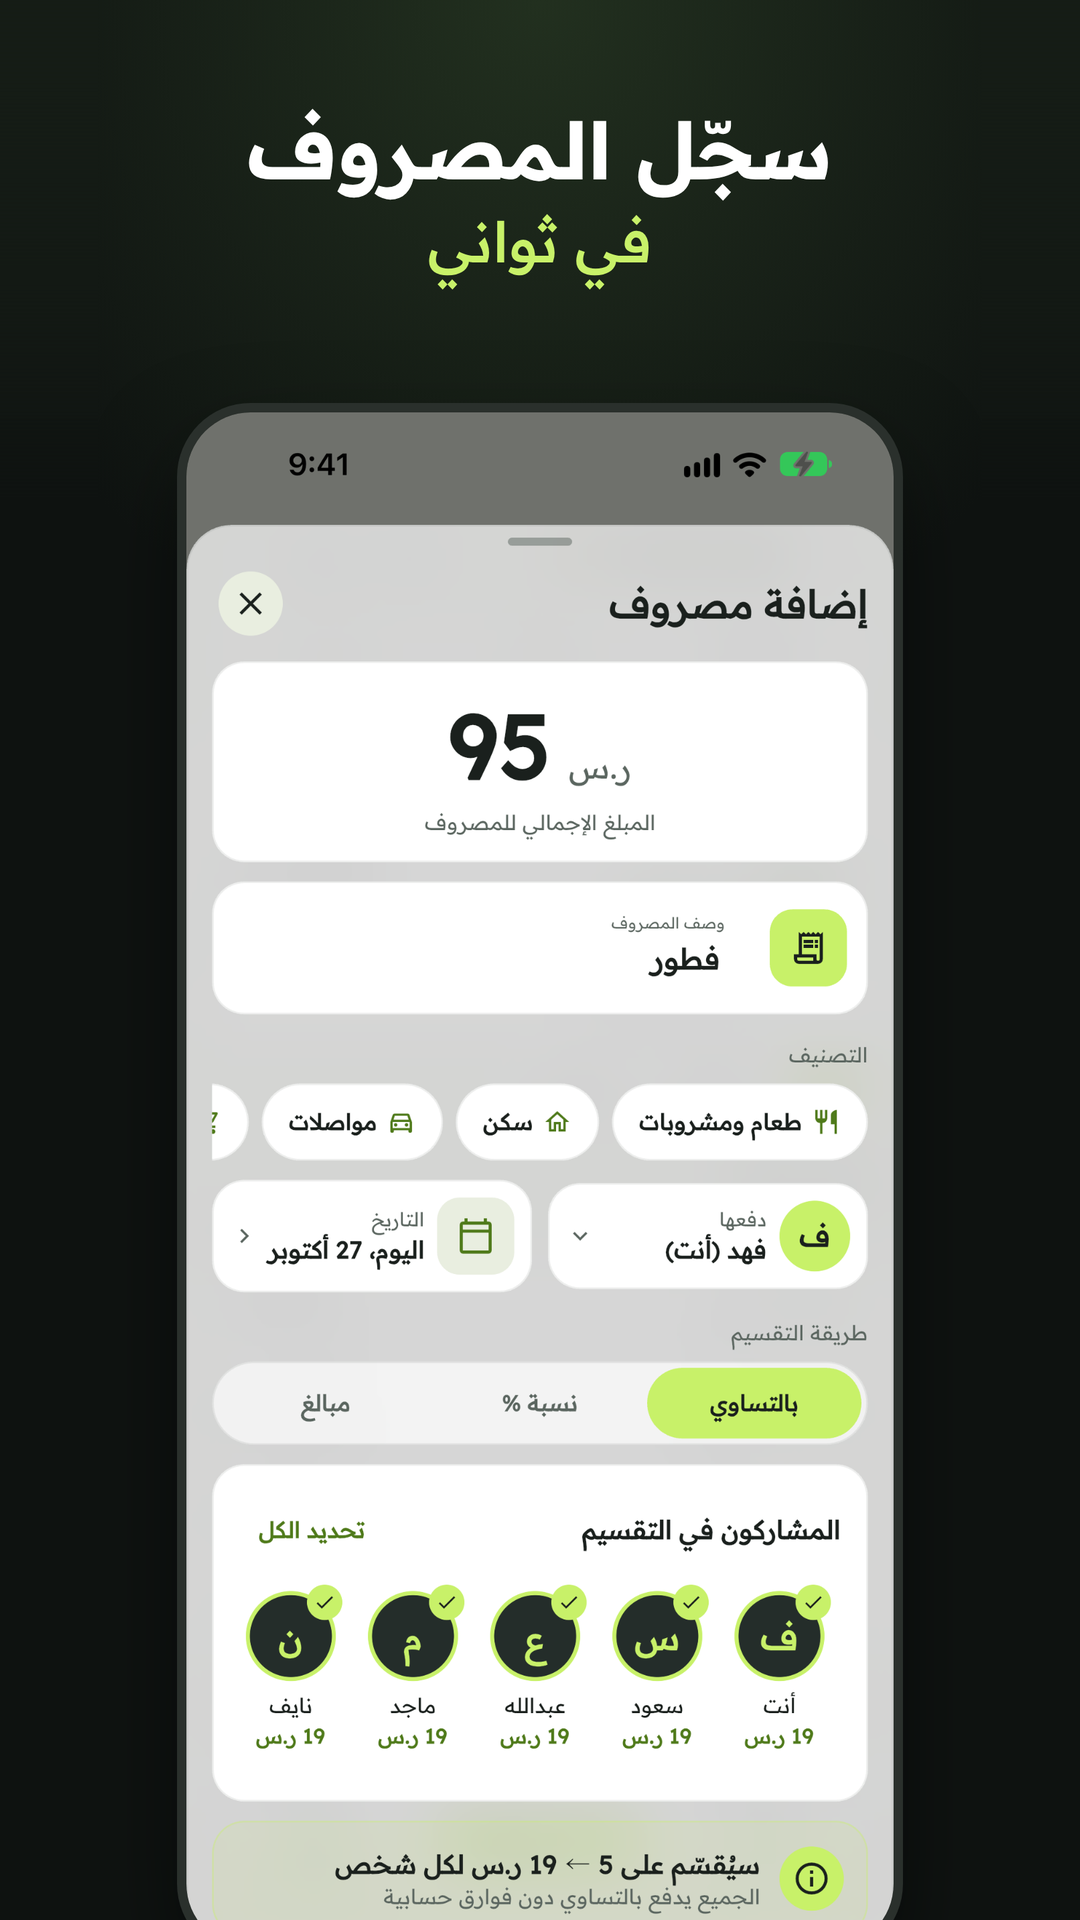 سجّل المصروف
في ثواني
9:41
إضافة مصروف
95 ر.س
المبلغ الإجمالي للمصروف
وصف المصروف
فطور
التصنيف
طعام ومشروبات
سكن
مواصلات
دفعها
ف
فهد (أنت)
التاريخ
اليوم، 27 أكتوبر
طريقة التقسيم
بالتساوي
نسبة %
مبالغ
المشاركون في التقسيم
تحديد الكل
ف س ع م ن
أنت سعود عبدالله ماجد نايف
19 ر.س 19 ر.س 19 ر.س 19 ر.س 19 ر.س
سيُقسّم على 5 ← 19 ر.س لكل شخص
الجميع يدفع بالتساوي دون فوارق حسابية